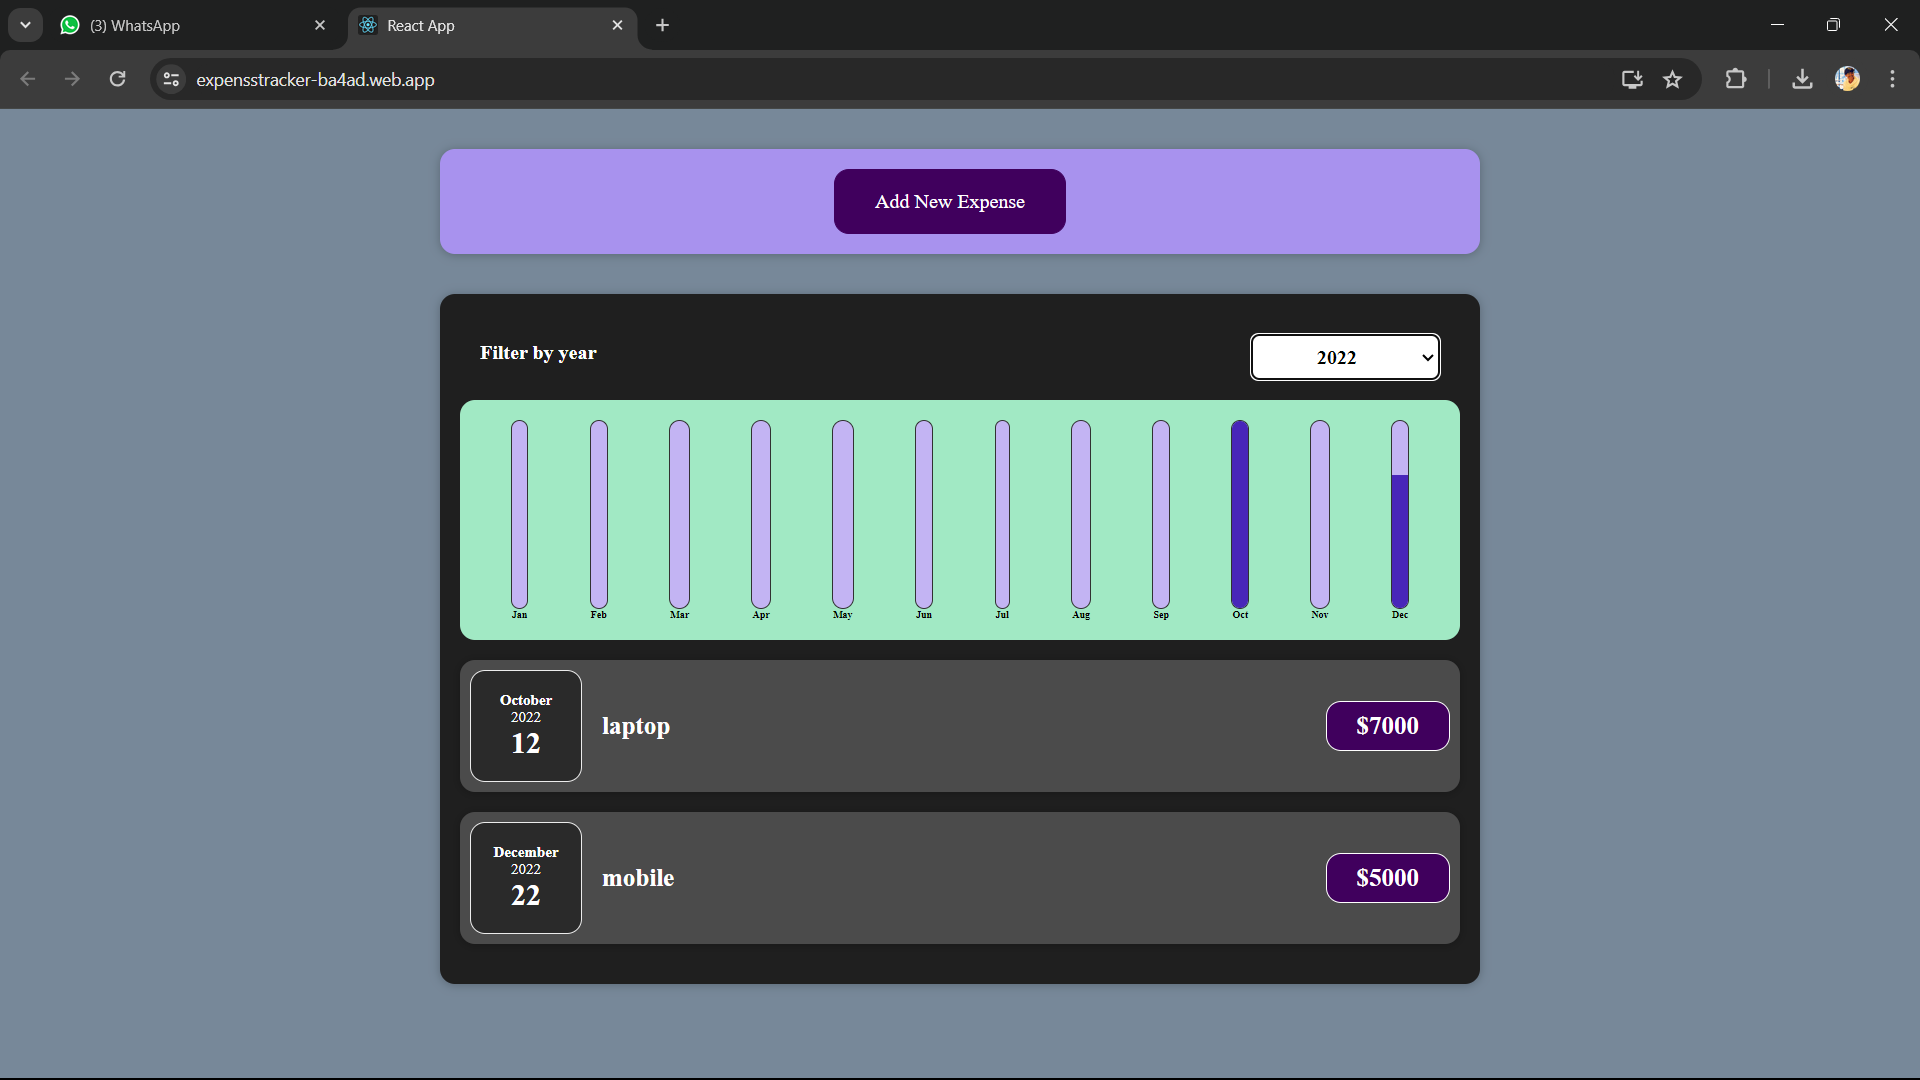 (3) WhatsApp
React App
expensstracker-ba4ad.web.app
Add New Expense
Filter by year
2022
Jan Feb Mar Apr May Jun Jul Aug Sep Oct Nov Dec
October
2022
12
laptop
$7000
December
2022
22
mobile
$5000